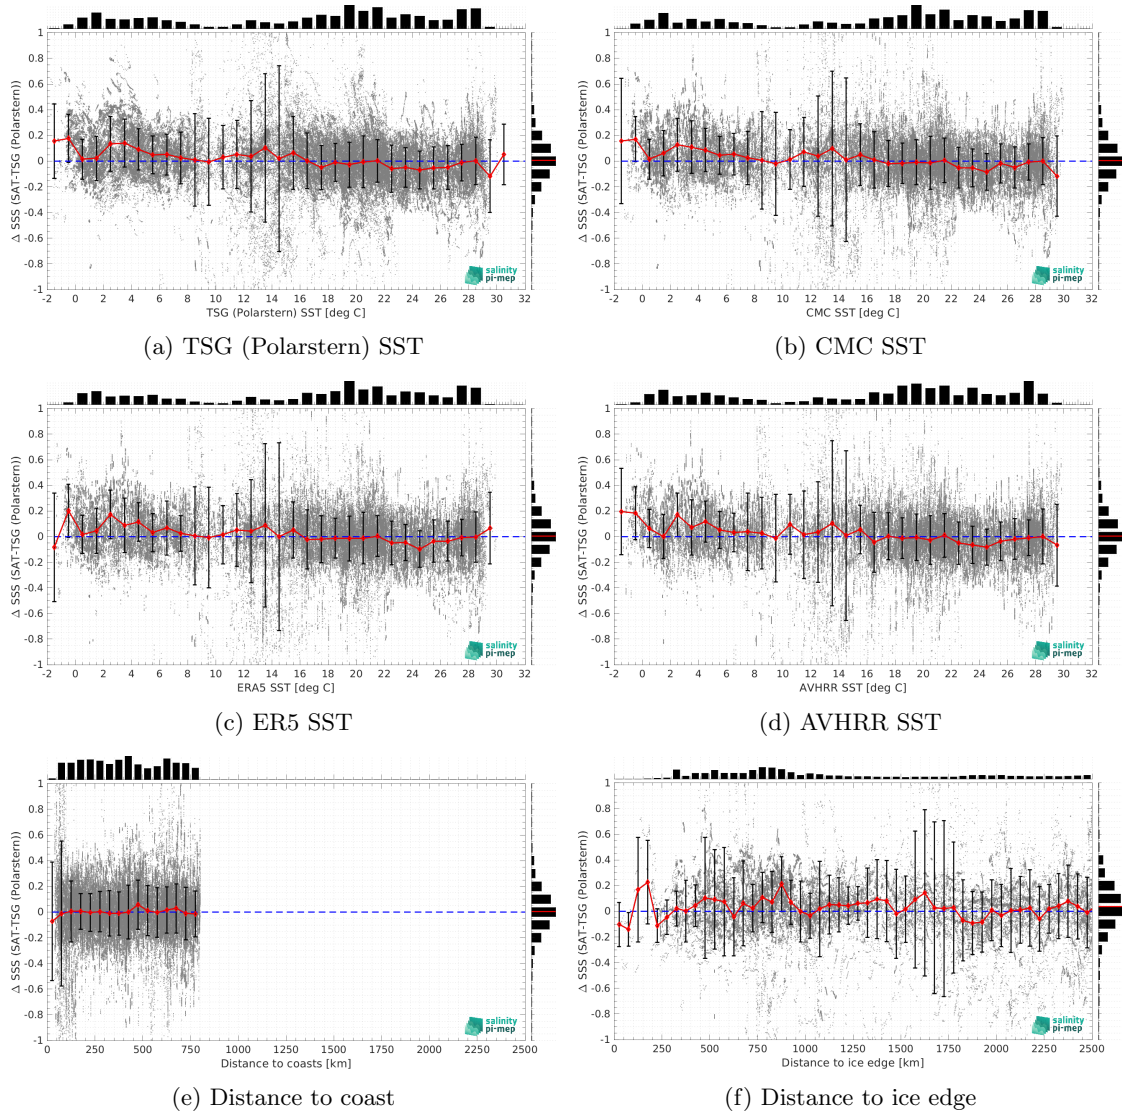 Δ SSS (SAT-TSG (Polarstern))
1
0.8
0.6
0.4
0.2
0
-0.2
-0.4
-0.6
-0.8
-1
-2 0 2 4 6 8 10 12 14 16 18 20 22 24 26 28 30 32
TSG (Polarstern) SST [deg C]
salinity
pi-mep
(a) TSG (Polarstern) SST
Δ SSS (SAT-TSG (Polarstern))
1
0.8
0.6
0.4
0.2
0
-0.2
-0.4
-0.6
-0.8
-1
-2 0 2 4 6 8 10 12 14 16 18 20 22 24 26 28 30 32
CMC SST [deg C]
salinity
pi-mep
(b) CMC SST
Δ SSS (SAT-TSG (Polarstern))
1
0.8
0.6
0.4
0.2
0
-0.2
-0.4
-0.6
-0.8
-1
-2 0 2 4 6 8 10 12 14 16 18 20 22 24 26 28 30 32
ERA5 SST [deg C]
salinity
pi-mep
(c) ER5 SST
Δ SSS (SAT-TSG (Polarstern))
1
0.8
0.6
0.4
0.2
0
-0.2
-0.4
-0.6
-0.8
-1
-2 0 2 4 6 8 10 12 14 16 18 20 22 24 26 28 30 32
AVHRR SST [deg C]
salinity
pi-mep
(d) AVHRR SST
Δ SSS (SAT-TSG (Polarstern))
1
0.8
0.6
0.4
0.2
0
-0.2
-0.4
-0.6
-0.8
-1
0 250 500 750 1000 1250 1500 1750 2000 2250 2500
Distance to coasts [km]
salinity
pi-mep
(e) Distance to coast
Δ SSS (SAT-TSG (Polarstern))
1
0.8
0.6
0.4
0.2
0
-0.2
-0.4
-0.6
-0.8
-1
0 250 500 750 1000 1250 1500 1750 2000 2250 2500
Distance to ice edge [km]
salinity
pi-mep
(f) Distance to ice edge